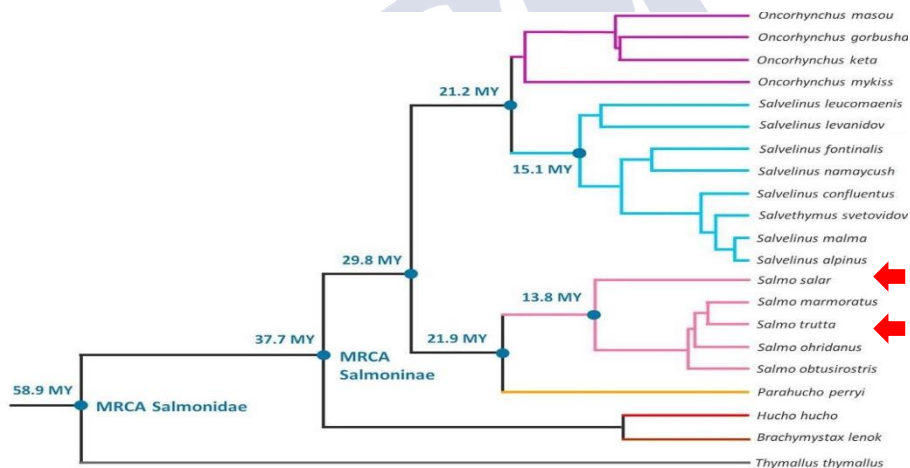 Oncorhynchus masou
Oncorhynchus gorbusha
Oncorhynchus keta
Oncorhynchus mykiss
21.2 MY
Salvelinus leucomaenis
Salvelinus levanidov
Salvelinus fontinalis
15.1 MY
Salvelinus namaycush
Salvelinus confluentus
Salvethymus svetovidov
Salvelinus malma
29.8 MY
Salvelinus alpinus
Salmo salar
13.8 MY
Salmo marmoratus
Salmo trutta
37.7 MY
21.9 MY
Salmo ohridanus
MRCA
Salmoninae
Salmo obtusirostris
58.9 MY
Parahucho perryi
MRCA Salmonidae
Hucho hucho
Brachymystax lenok
Thymallus thymallus